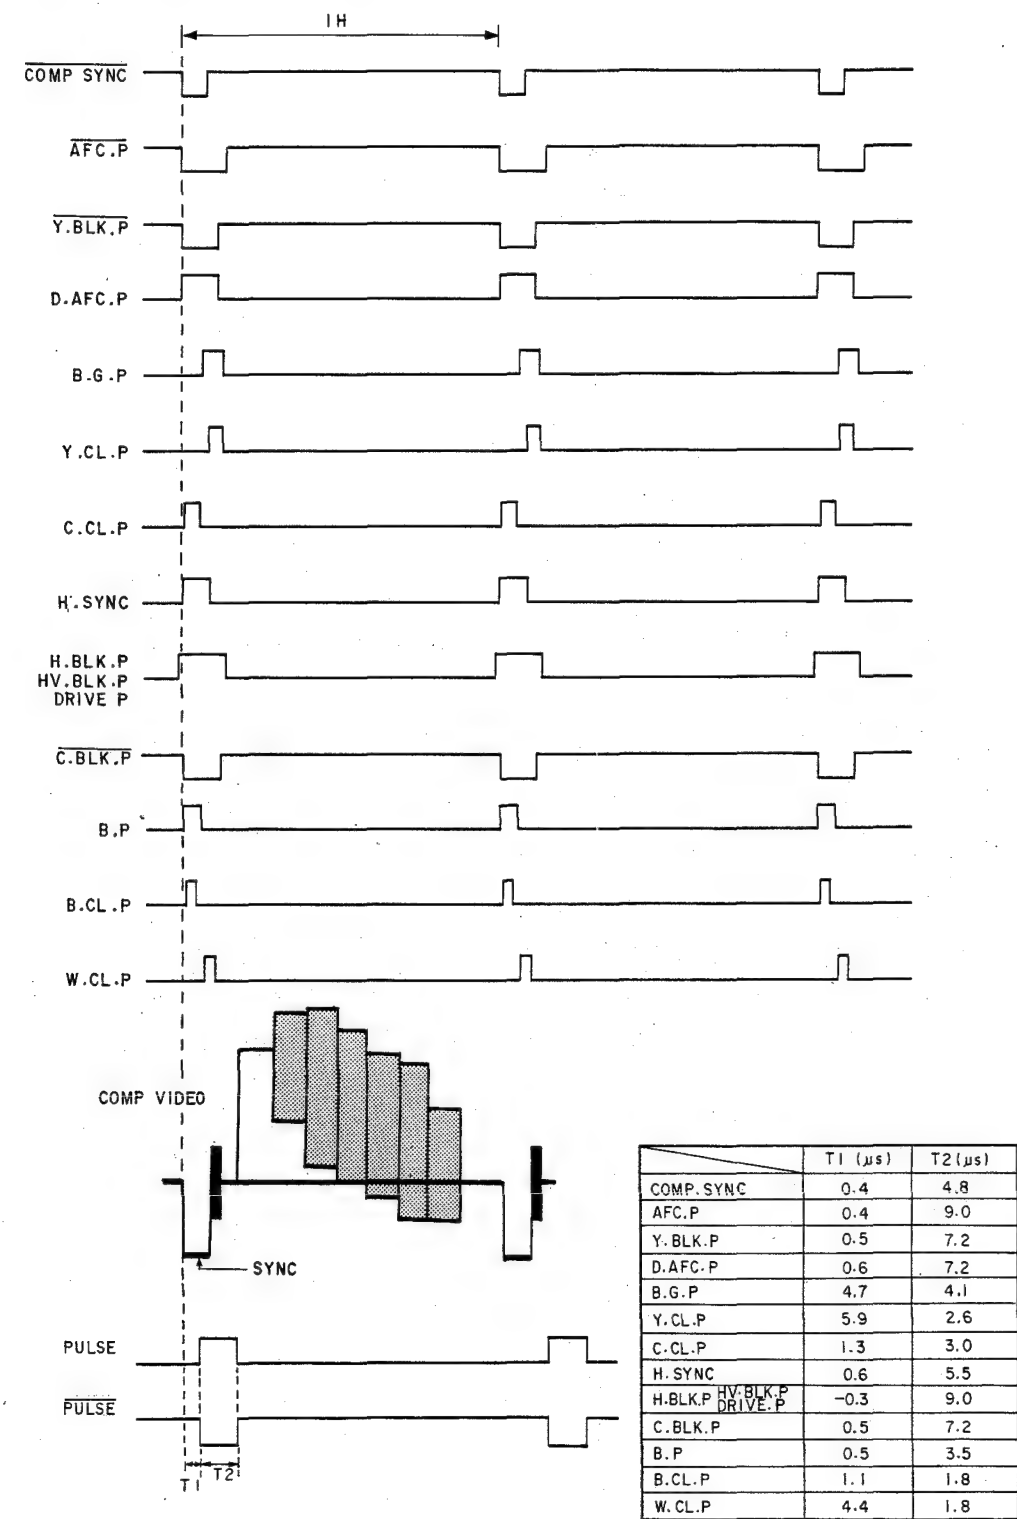 1H
COMP SYNC
AFC.P
Y.BLK.P
D.AFC.P
B.G.P
Y.CL.P
C.CL.P
H.SYNC
H.BLK.P
HV.BLK.P
DRIVE P
C.BLK.P
B.P
B.CL.P
W.CL.P
COMP VIDEO
SYNC
PULSE
PULSE
T1 T2
T1 (μs) T2 (μs)
COMP. SYNC 0.4 4.8
AFC.P 0.4 9.0
Y.BLK.P 0.5 7.2
D.AFC.P 0.6 7.2
B.G.P 4.7 4.1
Y.CL.P 5.9 2.6
C.CL.P 1.3 3.0
H.SYNC 0.6 5.5
H.BLK.P HV.BLK.P DRIVE.P -0.3 9.0
C.BLK.P 0.5 7.2
B.P 0.5 3.5
B.CL.P 1.1 1.8
W.CL.P 4.4 1.8